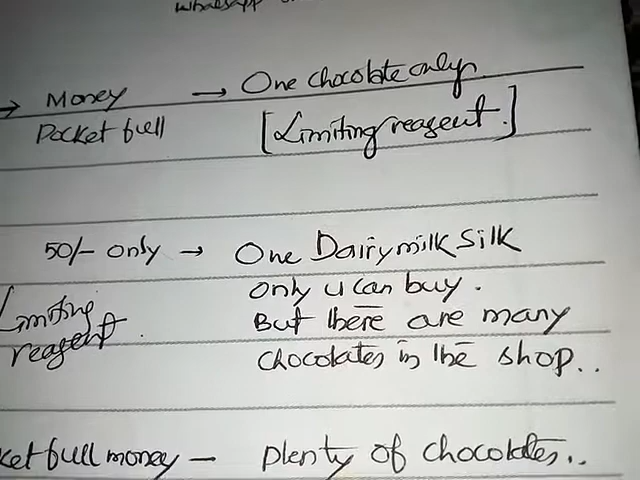 Whatsapp
→ Money → One chocolate only.
Pocket full [Limiting reagent.]
50/- only → One Dairymilk Silk
only u can buy.
Limiting But there are many
reagent. chocolates in the shop..
ket full money – plenty of chocolates..